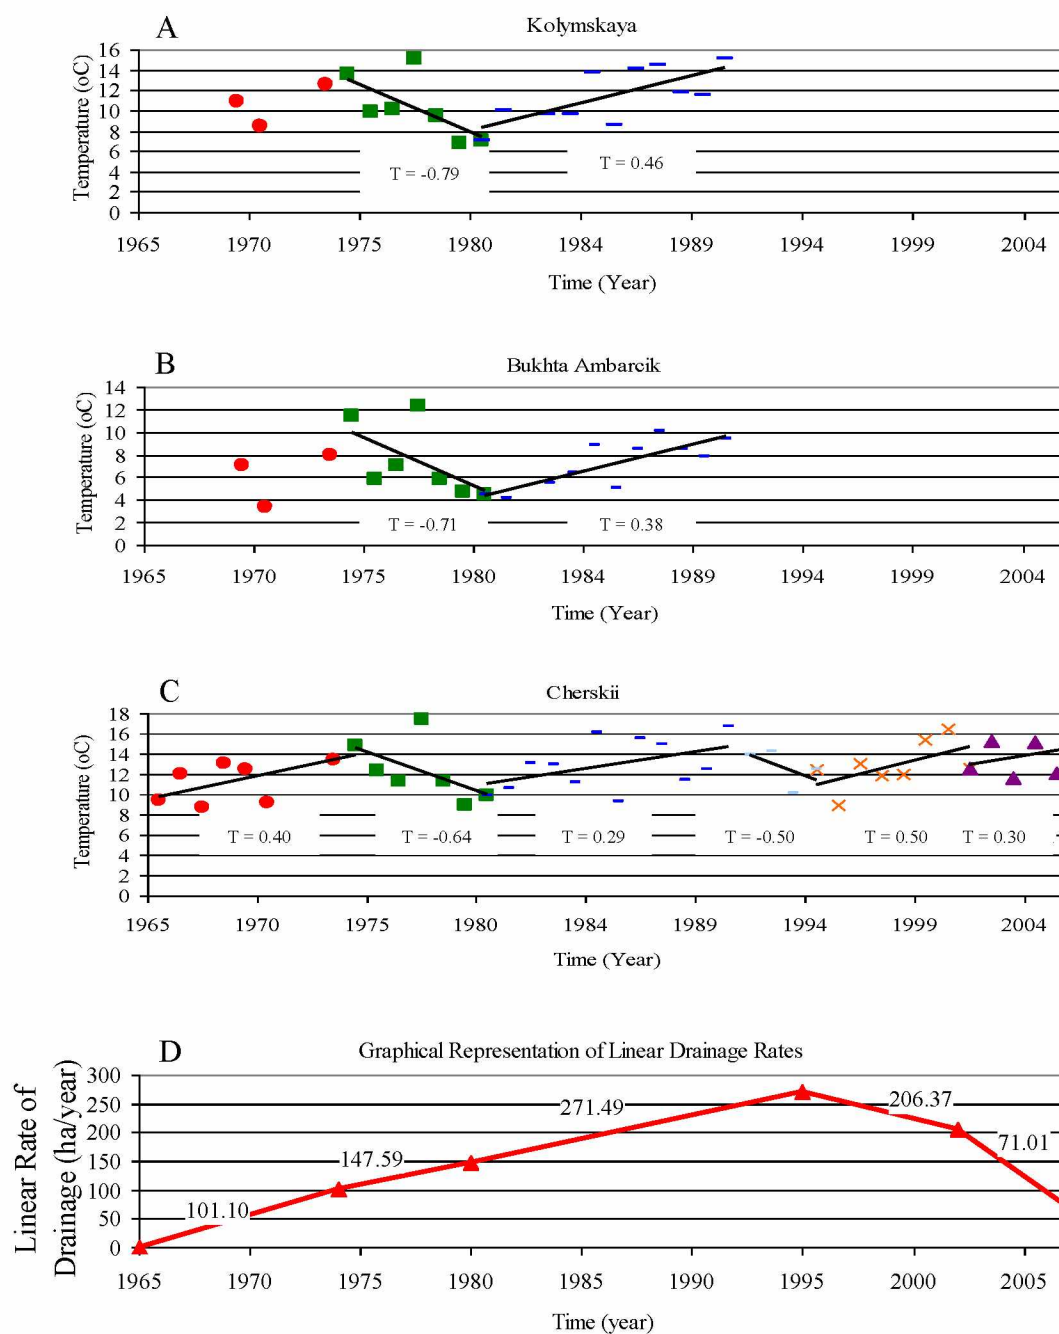 A
Kolymskaya
Temperature (oC)
16
14
12
10
8
6
4
2
0
T = -0.79
T = 0.46
1965 1970 1975 1980 1984 1989 1994 1999 2004
Time (Year)
B
Bukhta Ambarcik
Temperature (oC)
14
12
10
8
6
4
2
0
T = -0.71
T = 0.38
1965 1970 1975 1980 1984 1989 1994 1999 2004
Time (Year)
C
Cherskii
Temperature (oC)
18
16
14
12
10
8
6
4
2
0
T = 0.40
T = -0.64
T = 0.29
T = -0.50
T = 0.50
T = 0.30
1965 1970 1975 1980 1984 1989 1994 1999 2004
Time (Year)
D
Graphical Representation of Linear Drainage Rates
Linear Rate of
Drainage (ha/year)
300
250
200
150
100
50
0
101.10
147.59
271.49
206.37
71.01
1965 1970 1975 1980 1985 1990 1995 2000 2005
Time (year)